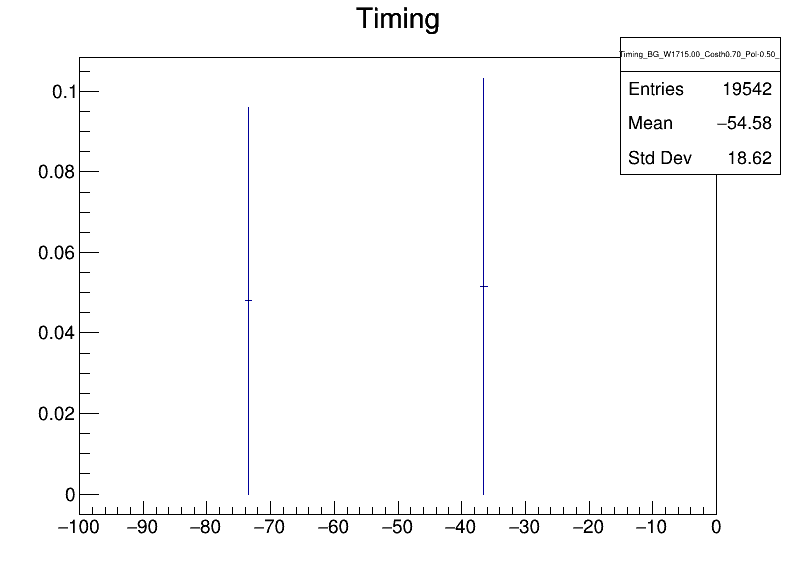 Timing
Timing_BG_W1715.00_Costh0.70_Pol-0.50_
Entries 19542
Mean −54.58
Std Dev 18.62
0.1
0.08
0.06
0.04
0.02
0
−100 −90 −80 −70 −60 −50 −40 −30 −20 −10 0